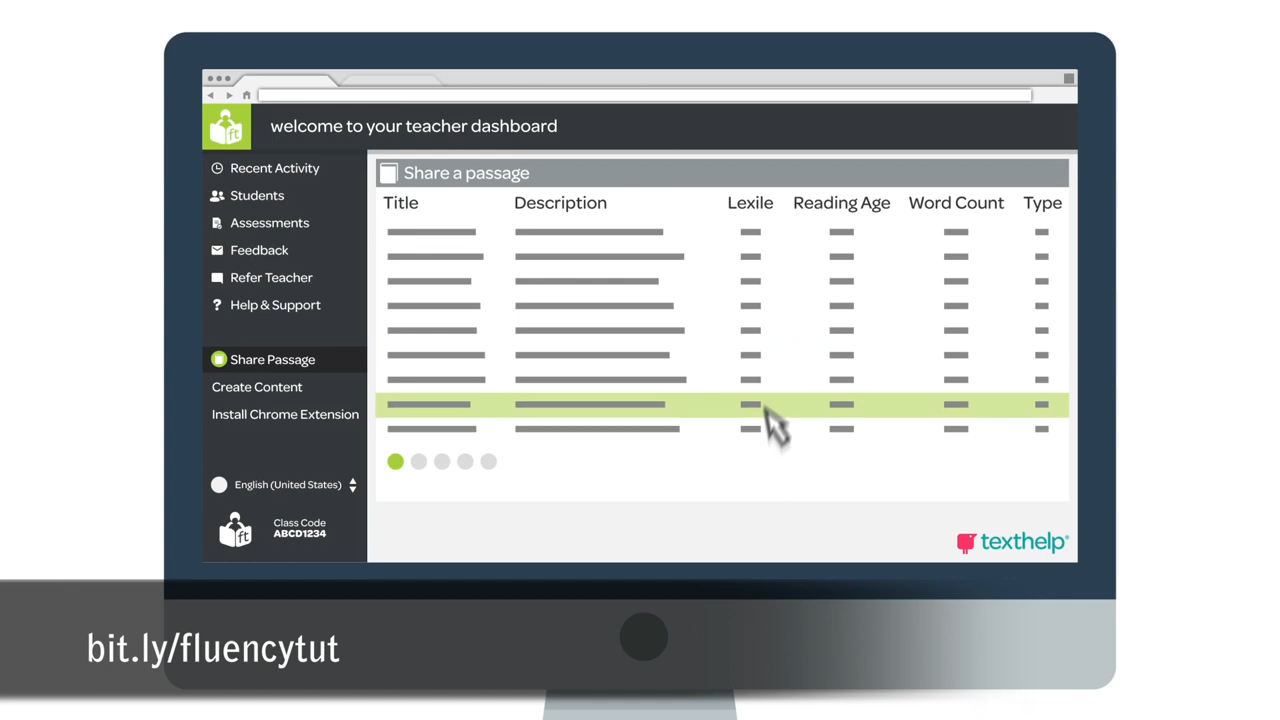 welcome to your teacher dashboard
ft
Recent Activity
Students
Assessments
Feedback
Refer Teacher
? Help & Support
Share Passage
Create Content
Install Chrome Extension
English (United States)
ft
Class Code
ABCD1234
Share a passage
Title Description Lexile Reading Age Word Count Type
texthelp®
bit.ly/fluencytut